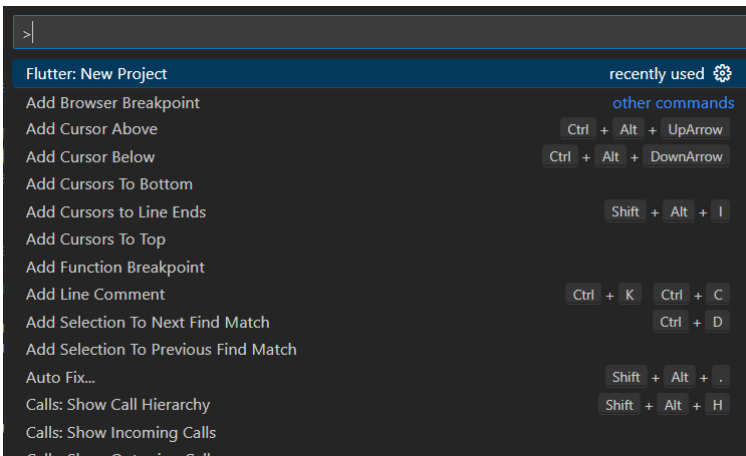 >
Flutter: New Project recently used
Add Browser Breakpoint other commands
Add Cursor Above Ctrl + Alt + UpArrow
Add Cursor Below Ctrl + Alt + DownArrow
Add Cursors To Bottom
Add Cursors to Line Ends Shift + Alt + I
Add Cursors To Top
Add Function Breakpoint
Add Line Comment Ctrl + K Ctrl + C
Add Selection To Next Find Match Ctrl + D
Add Selection To Previous Find Match
Auto Fix... Shift + Alt + .
Calls: Show Call Hierarchy Shift + Alt + H
Calls: Show Incoming Calls